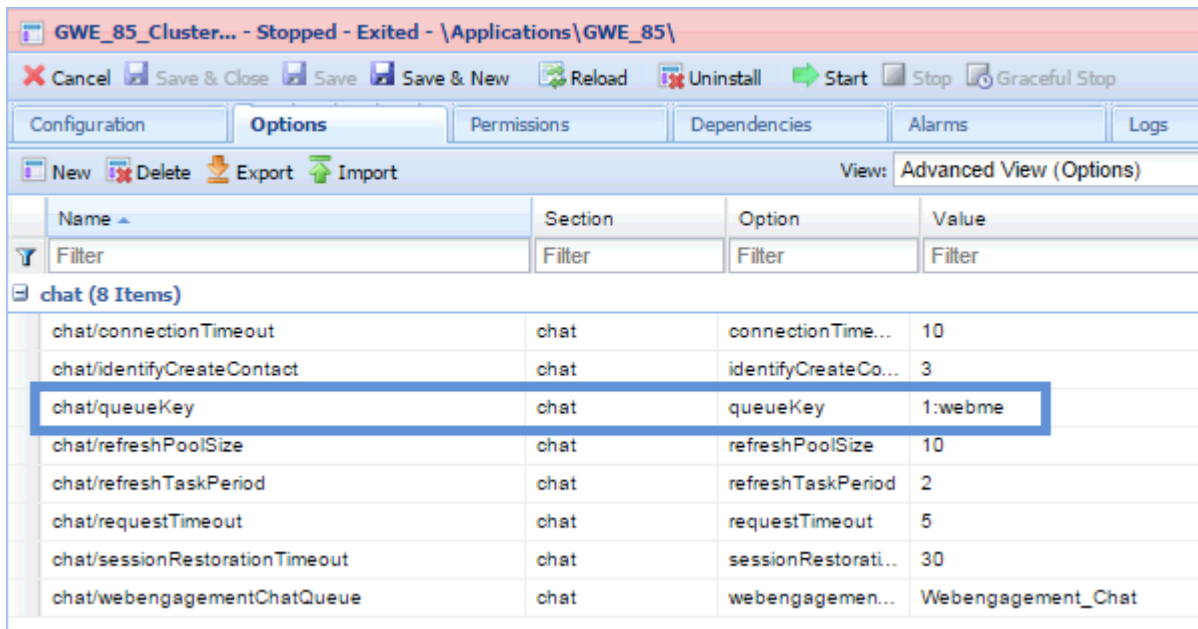 GWE_85_Cluster... - Stopped - Exited - \Applications\GWE_85\
Cancel Save & Close Save Save & New Reload Uninstall Start Stop Graceful Stop
Configuration Options Permissions Dependencies Alarms Logs
New Delete Export Import View: Advanced View (Options)
Name Section Option Value
Filter Filter Filter Filter
chat (8 Items)
chat/connectionTimeout chat connectionTime... 10
chat/identifyCreateContact chat identifyCreateCo... 3
chat/queueKey chat queueKey 1:webme
chat/refreshPoolSize chat refreshPoolSize 10
chat/refreshTaskPeriod chat refreshTaskPeriod 2
chat/requestTimeout chat requestTimeout 5
chat/sessionRestorationTimeout chat sessionRestorati... 30
chat/webengagementChatQueue chat webengagemen... Webengagement_Chat